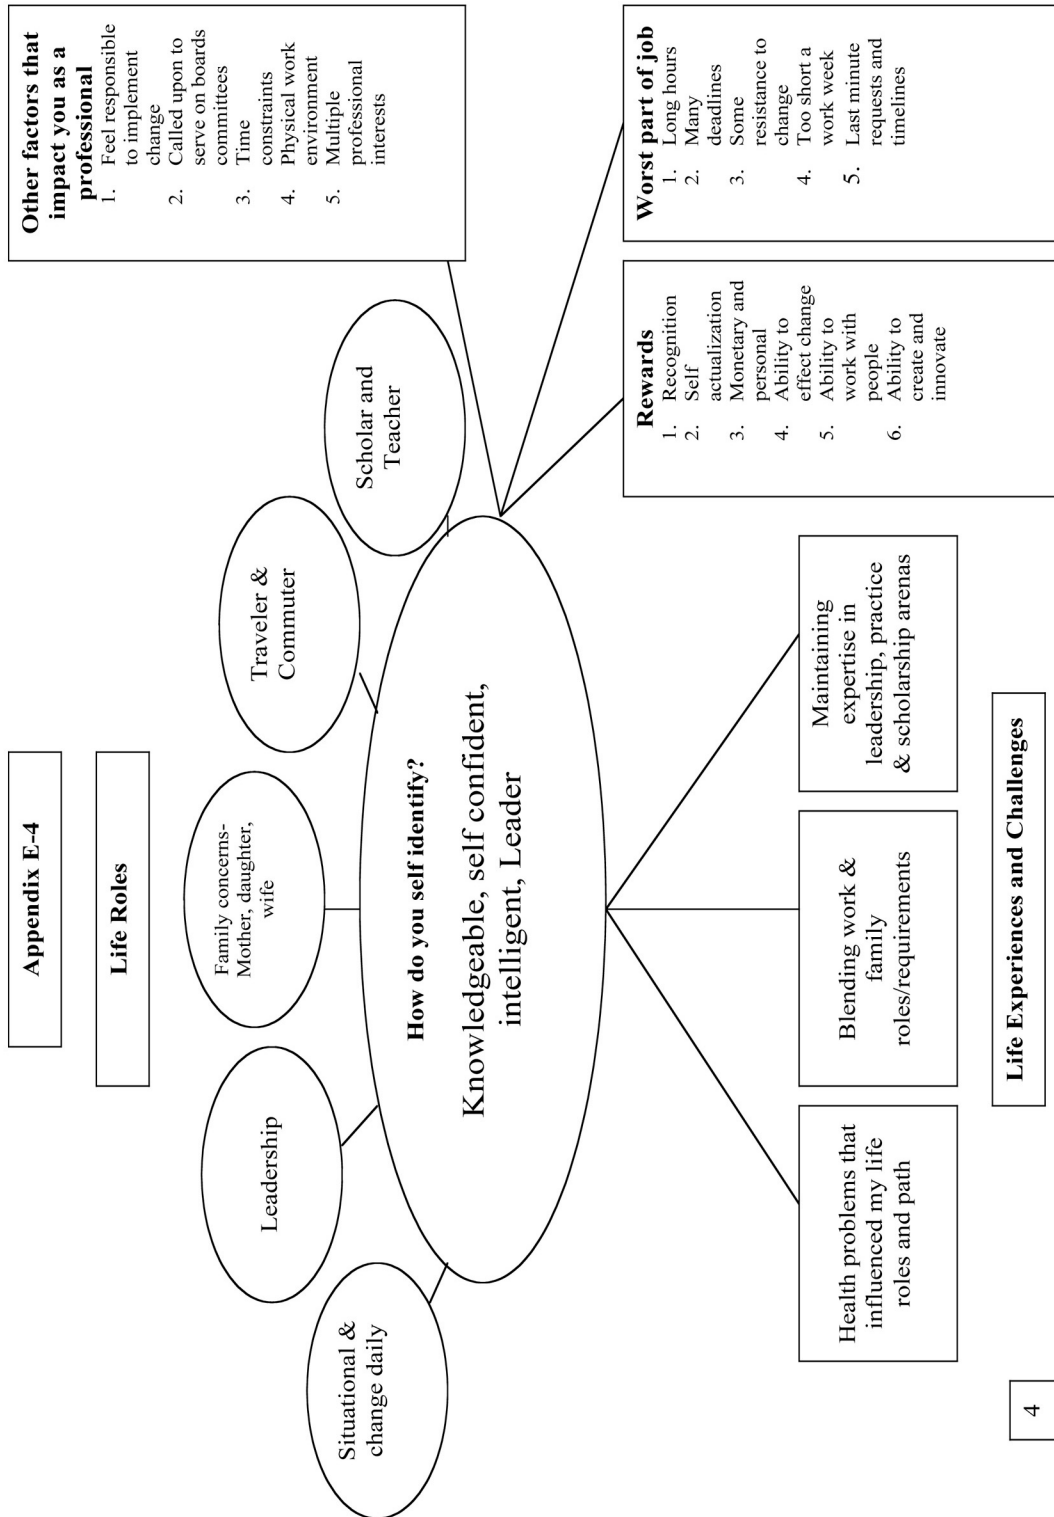 Appendix E-4
Life Roles
Situational &
change daily
Leadership
Family concerns-
Mother, daughter,
wife
Traveler &
Commuter
Scholar and
Teacher
How do you self identify?
Knowledgeable, self confident,
intelligent, Leader
Other factors that
impact you as a
professional
1. Feel responsible
to implement
change
2. Called upon to
serve on boards
committees
3. Time
constraints
4. Physical work
environment
5. Multiple
professional
interests
Rewards
1. Recognition
2. Self
actualization
3. Monetary and
personal
4. Ability to
effect change
5. Ability to
work with
people
6. Ability to
create and
innovate
Worst part of job
1. Long hours
2. Many
deadlines
3. Some
resistance to
change
4. Too short a
work week
5. Last minute
requests and
timelines
Health problems that
influenced my life
roles and path
Blending work &
family
roles/requirements
Maintaining
expertise in
leadership, practice
& scholarship arenas
Life Experiences and Challenges
4